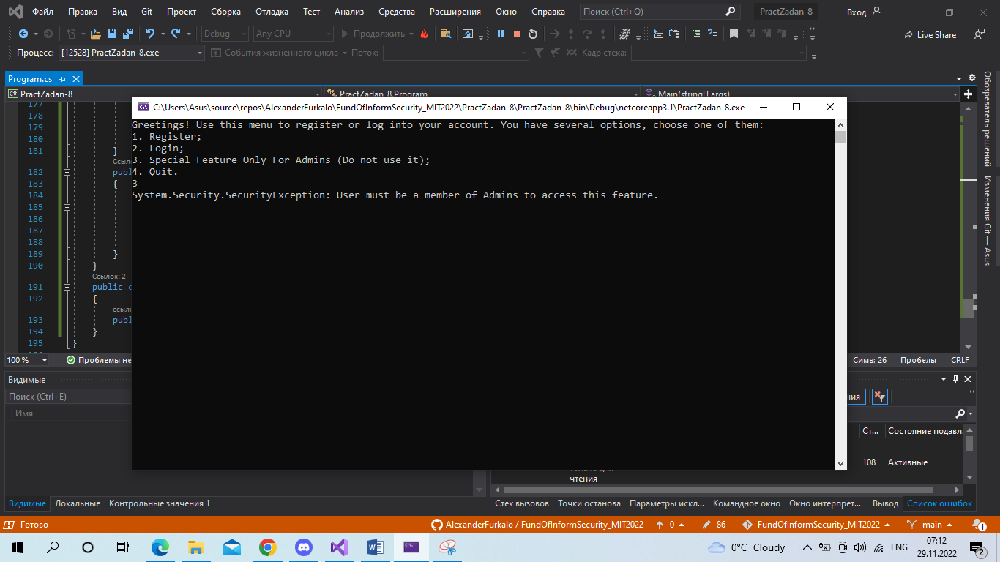 Файл Правка Вид Git Проект Сборка Отладка Тест Анализ Средства Расширения Окно Справка Поиск (Ctrl+Q) PractZadan-8 Вход
Debug Any CPU Продолжить Live Share
Процесс: [12528] PractZadan-8.exe События жизненного цикла Поток: Кадр стека:
Program.cs
PractZadan-8 PractZadan_8.Program Main(string[] args)
C:\Users\Asus\source\repos\AlexanderFurkalo\FundOfInformSecurity_MIT2022\PractZadan-8\PractZadan-8\bin\Debug\netcoreapp3.1\PractZadan-8.exe
Greetings! Use this menu to register or log into your account. You have several options, choose one of them:
1. Register;
2. Login;
3. Special Feature Only For Admins (Do not use it);
4. Quit.
3
System.Security.SecurityException: User must be a member of Admins to access this feature.
177
178
179
180
181 }
182 publ
183 {
184
185
186
187
188
189 }
190 }
Ссылок: 2
191 public
192 {
193 publ
194 }
195 }
Обозреватель решений
Изменения Git — Asus
100 % Проблемы не Симв: 26 Пробелы CRLF
Видимые
Поиск (Ctrl+E)
Имя
Ст... Состояние подавл.
108 Активные
чтения
Видимые Локальные Контрольные значения 1
Стек вызовов Точки останова Параметры искл... Командное окно Окно интерпрет... Вывод Список ошибок
Готово AlexanderFurkalo / FundOfInformSecurity_MIT2022 0 86 FundOfInformSecurity_MIT2022 main 1
0°C Cloudy ENG 07:12
29.11.2022
2